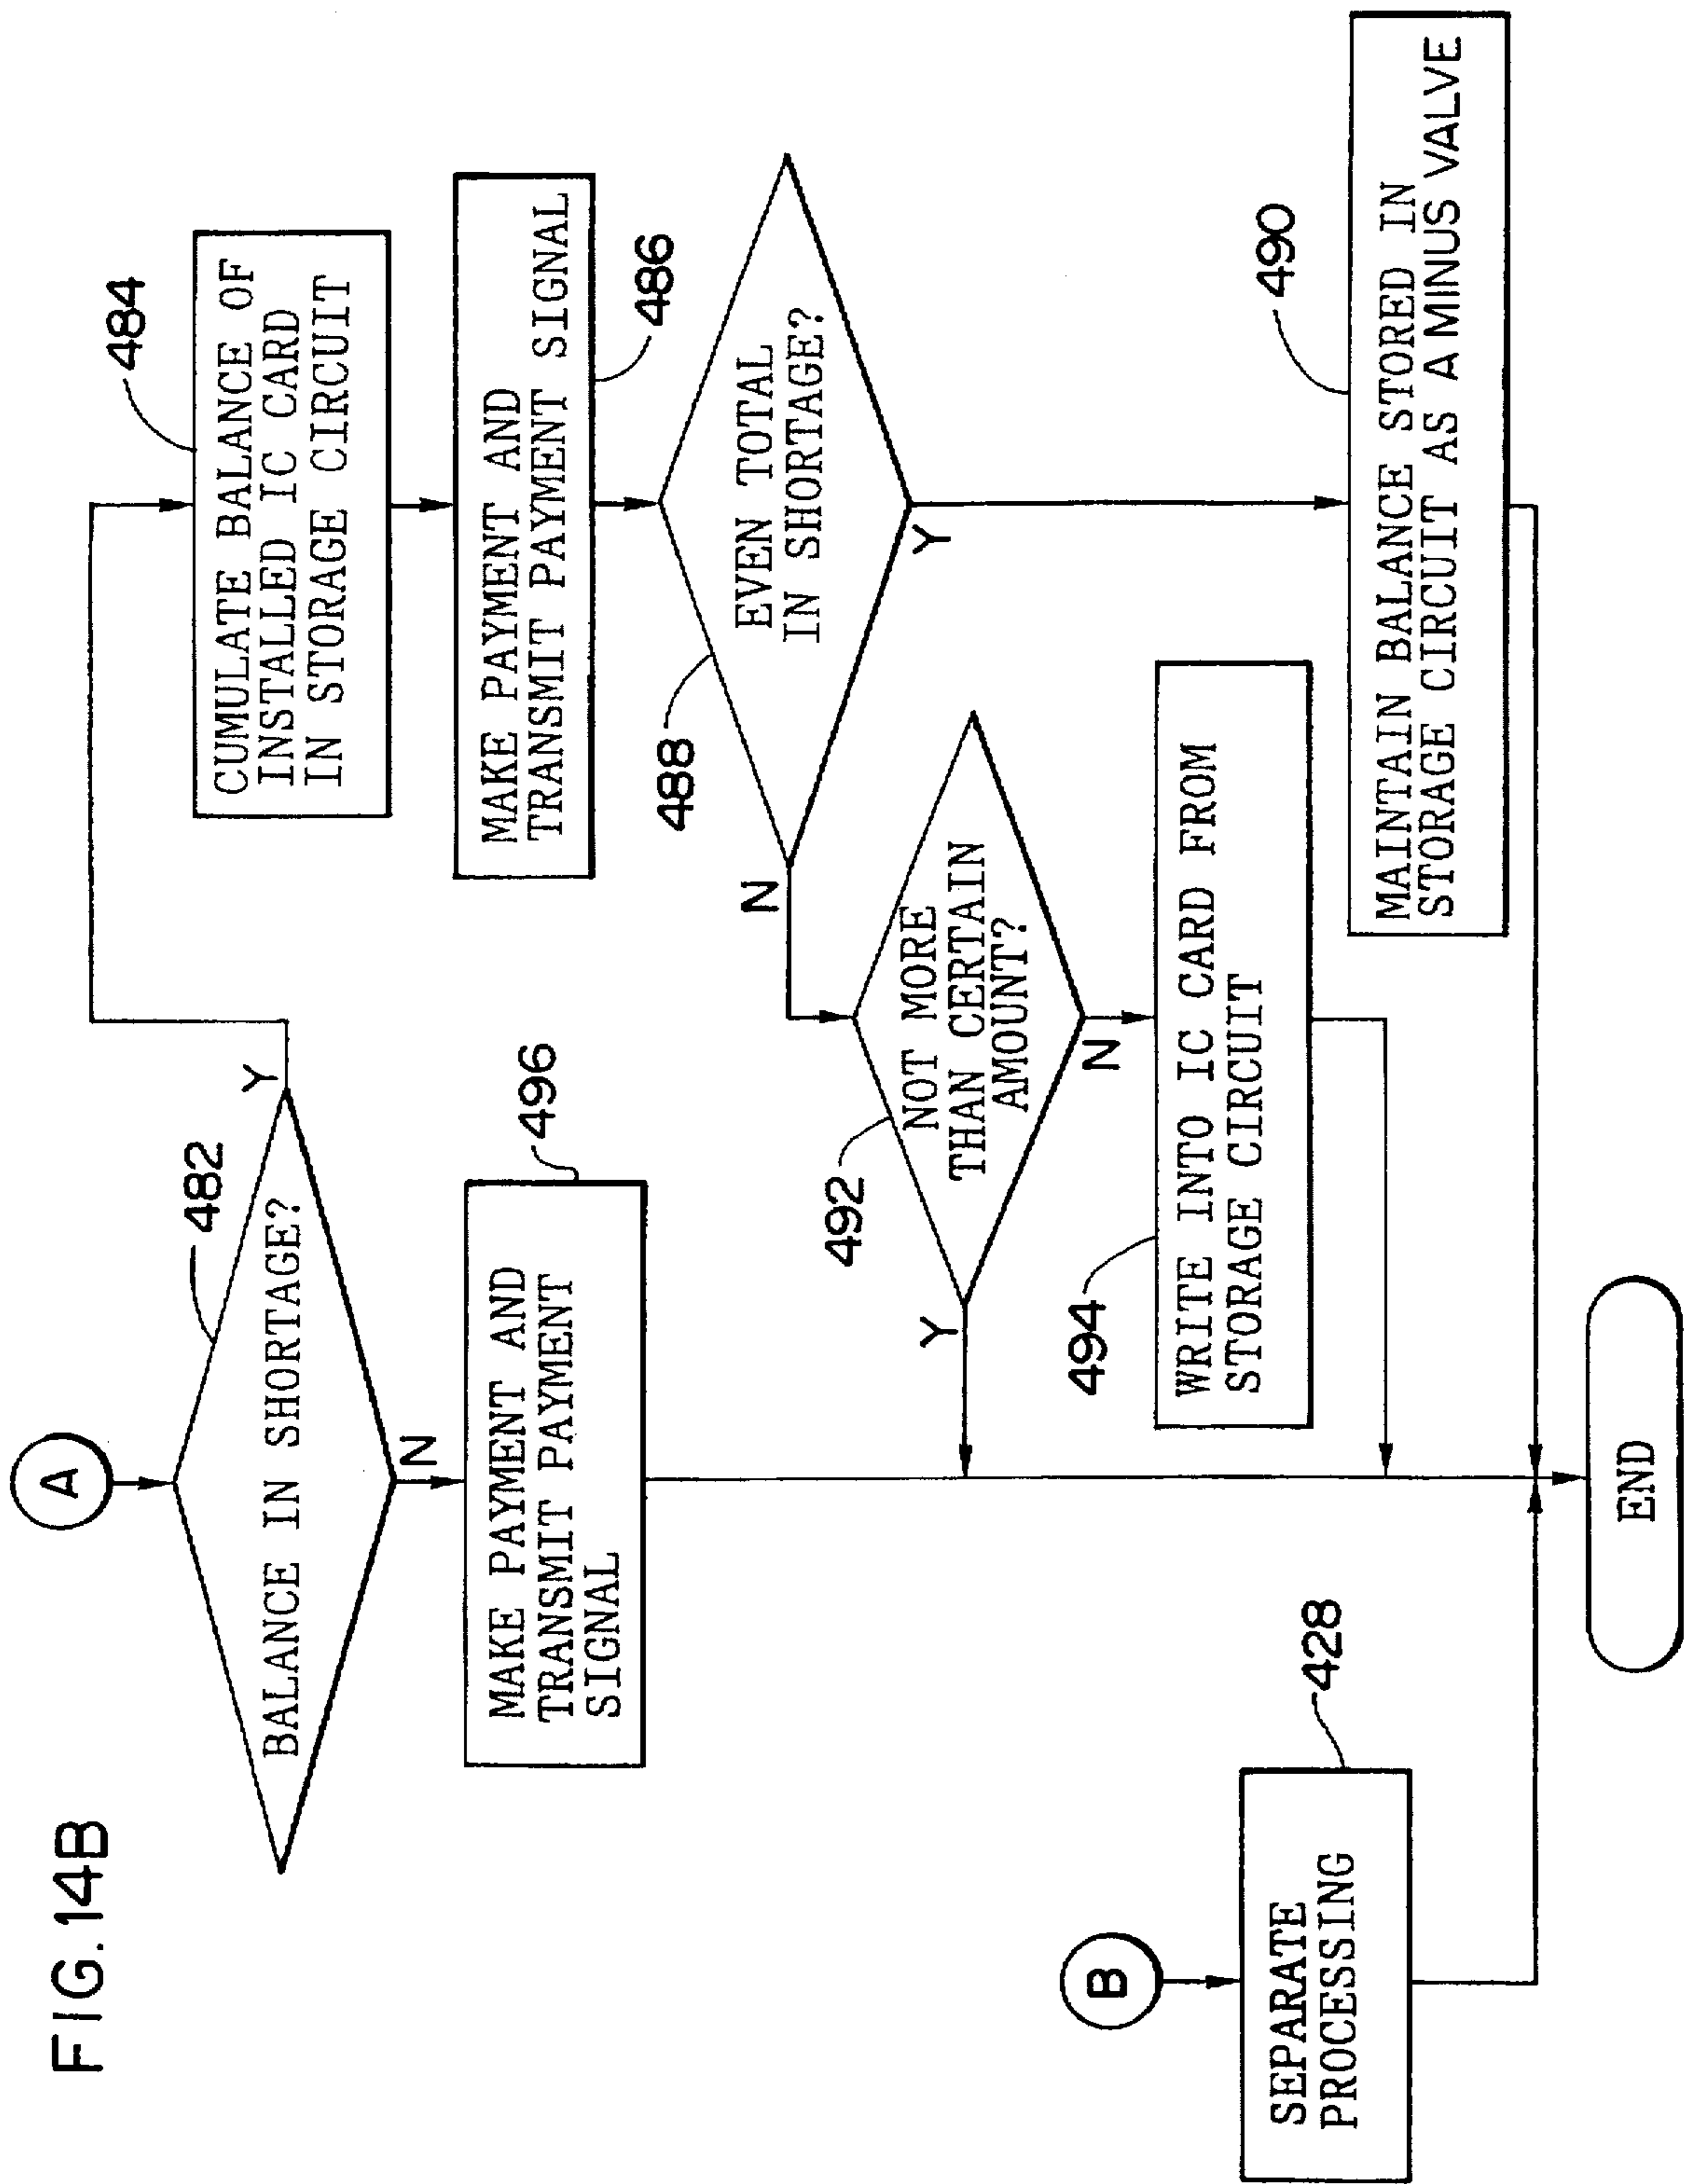 FIG. 14B
A
BALANCE IN SHORTAGE?
482
Y
N
CUMULATE BALANCE OF
INSTALLED IC CARD
IN STORAGE CIRCUIT
484
MAKE PAYMENT AND
TRANSMIT PAYMENT SIGNAL
486
EVEN TOTAL
IN SHORTAGE?
488
N
Y
MAKE PAYMENT AND
TRANSMIT PAYMENT
SIGNAL
496
NOT MORE
THAN CERTAIN
AMOUNT?
492
Y
N
WRITE INTO IC CARD FROM
STORAGE CIRCUIT
494
MAINTAIN BALANCE STORED IN
STORAGE CIRCUIT AS A MINUS VALVE
490
B
SEPARATE
PROCESSING
428
END